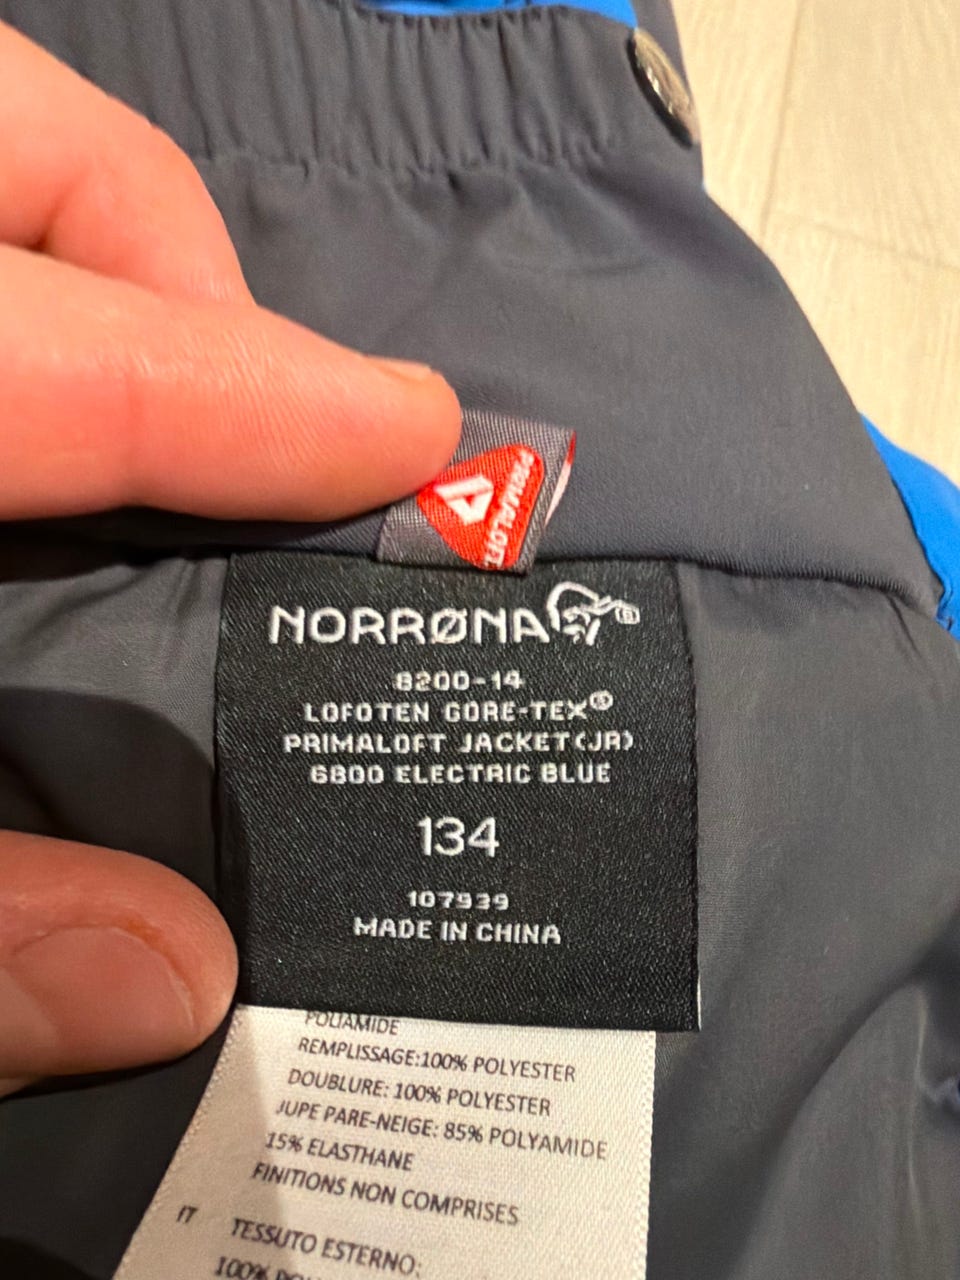 PRIMALOFT
NORRØNA®
8200-14
LOFOTEN GORE-TEX®
PRIMALOFT JACKET(JR)
6800 ELECTRIC BLUE
134
107939
MADE IN CHINA
POLIAMIDE
REMPLISSAGE:100% POLYESTER
DOUBLURE: 100% POLYESTER
JUPE PARE-NEIGE: 85% POLYAMIDE
15% ELASTHANE
FINITIONS NON COMPRISES
IT TESSUTO ESTERNO:
100%